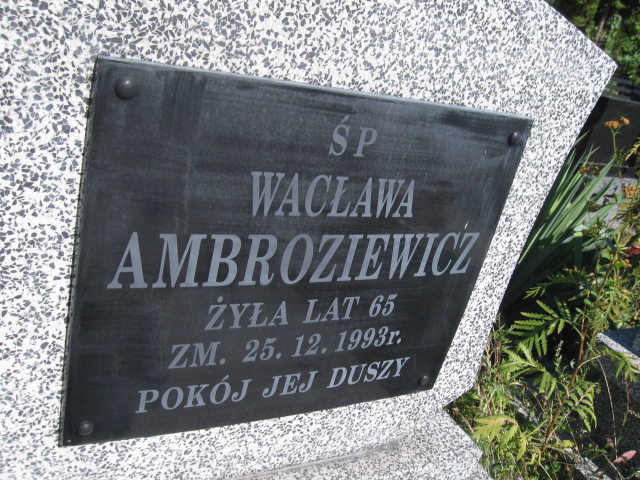 ŚP
WACŁAWA
AMBROZIEWICZ
ŻYŁA LAT 65
ZM. 25.12.1993r.
POKÓJ JEJ DUSZY